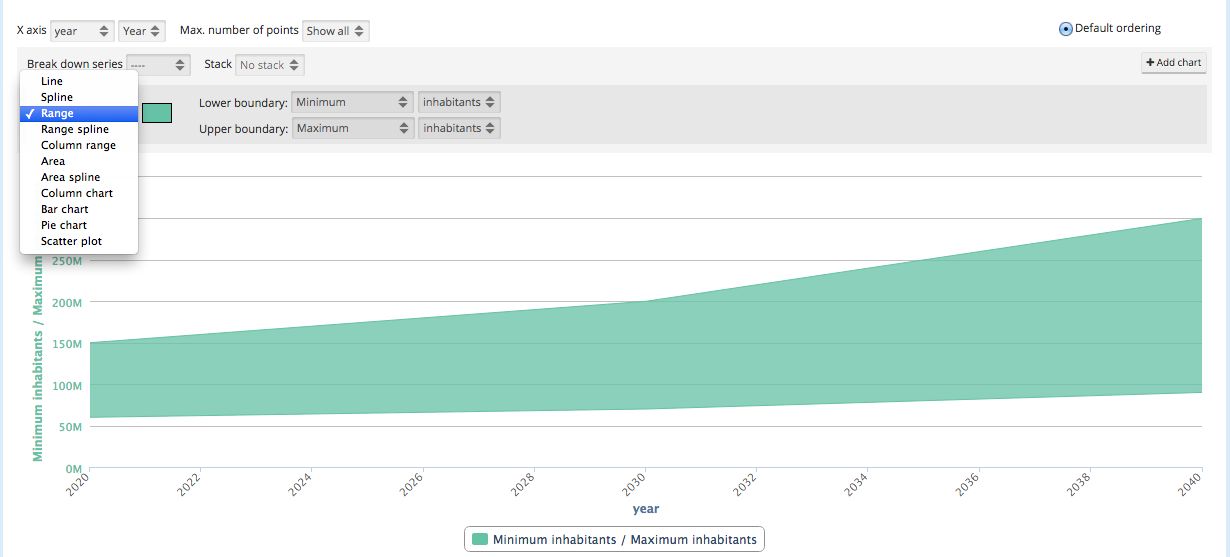 X axis year Year Max. number of points Show all Default ordering
Break down series ---- Stack No stack + Add chart
Line
Spline
✓ Range
Range spline
Column range
Area
Area spline
Column chart
Bar chart
Pie chart
Scatter plot
Lower boundary: Minimum inhabitants
Upper boundary: Maximum inhabitants
Minimum inhabitants / Maximum
250M
200M
150M
100M
50M
0M
2020 2022 2024 2026 2028 2030 2032 2034 2036 2038 2040
year
Minimum inhabitants / Maximum inhabitants